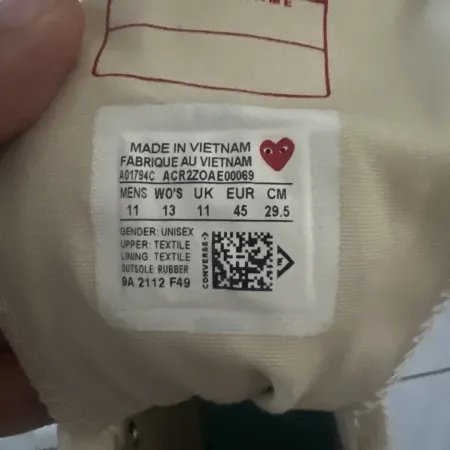 MADE IN VIETNAM
FABRIQUE AU VIETNAM
A01794C ACR2ZOAE00069
MENS WO'S UK EUR CM
11 13 11 45 29.5
GENDER: UNISEX
UPPER: TEXTILE
LINING: TEXTILE
OUTSOLE: RUBBER
9A 2112 F49
CONVERSE->